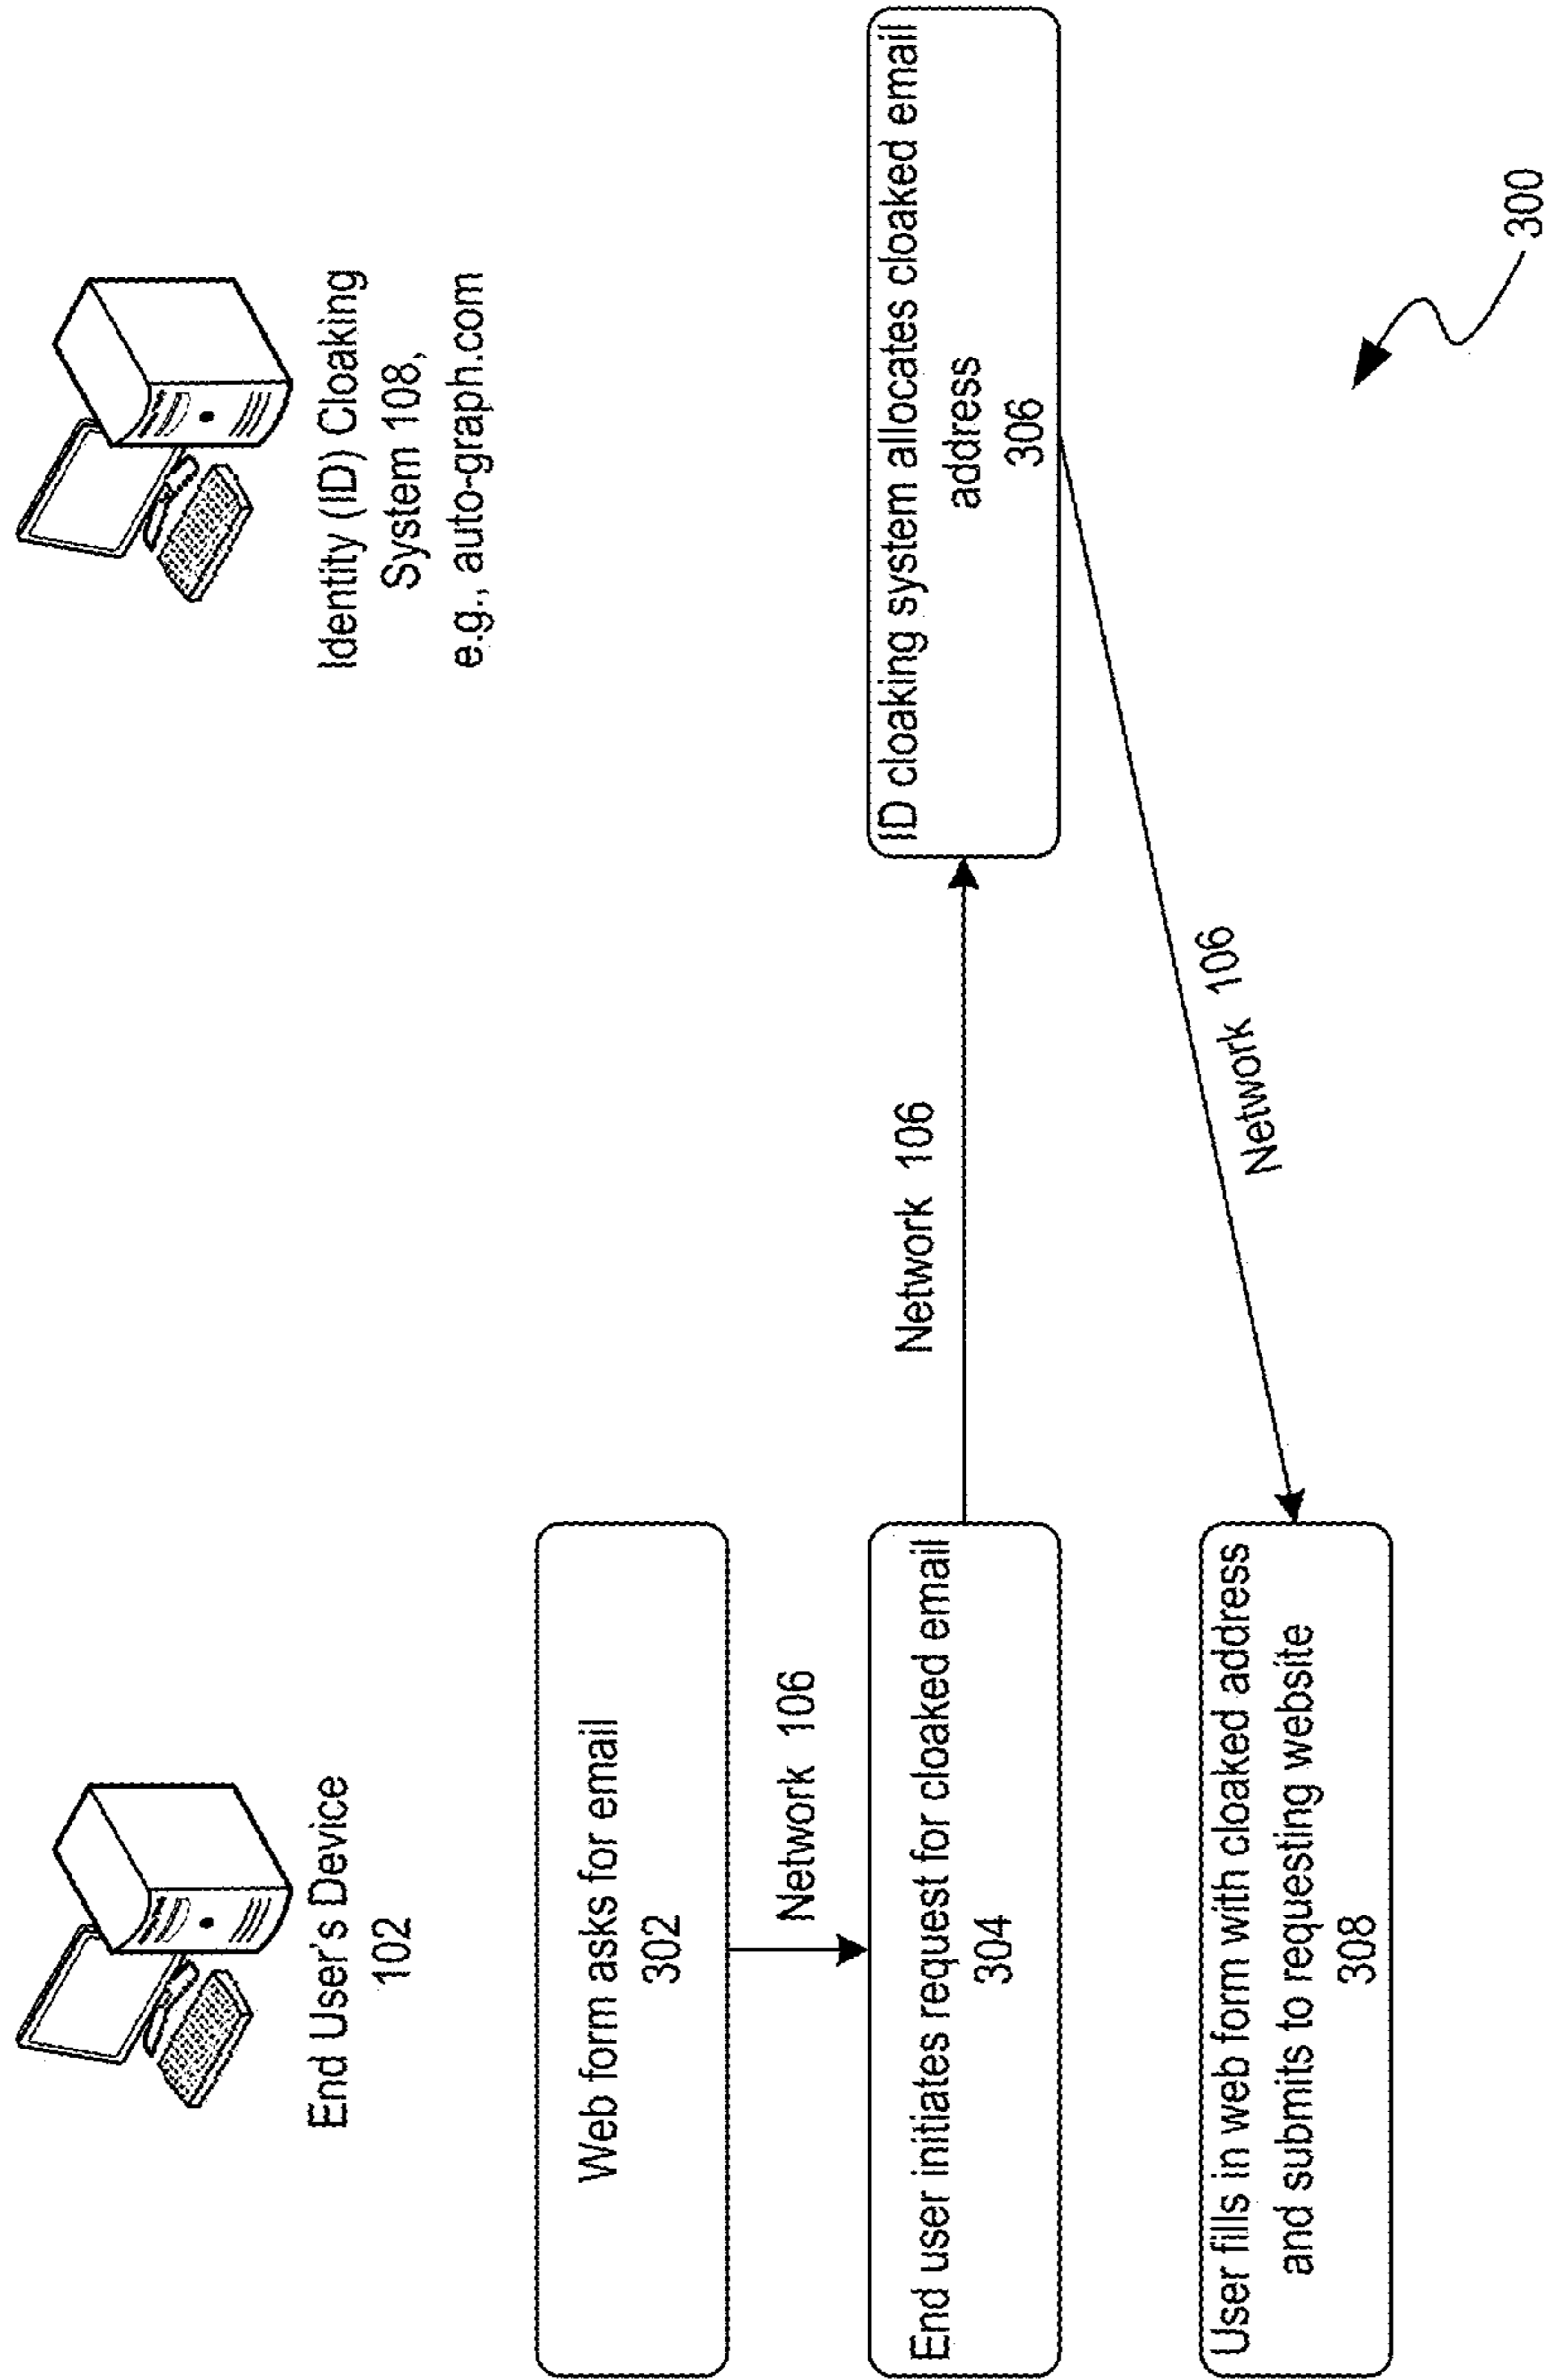 End User's Device
102
Identity (ID) Cloaking
System 108,
e.g., auto-graph.com
Web form asks for email
302
Network 106
End user initiates request for cloaked email
304
Network 106
ID cloaking system allocates cloaked email
address
306
Network 106
User fills in web form with cloaked address
and submits to requesting website
308
300